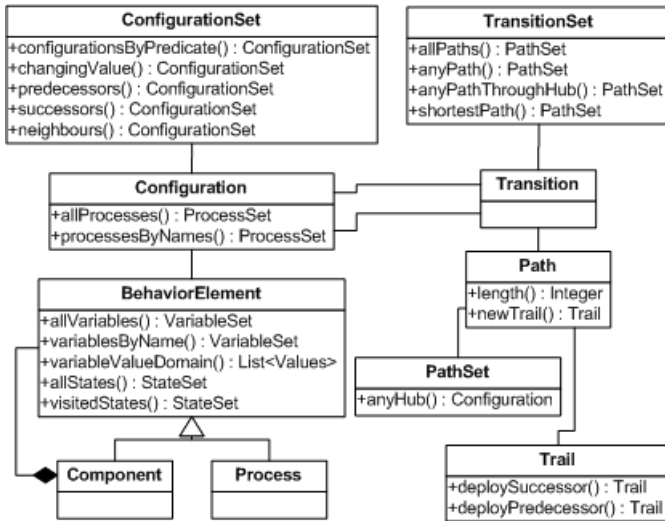 ConfigurationSet
+configurationsByPredicate() : ConfigurationSet
+changingValue() : ConfigurationSet
+predecessors() : ConfigurationSet
+successors() : ConfigurationSet
+neighbours() : ConfigurationSet
TransitionSet
+allPaths() : PathSet
+anyPath() : PathSet
+anyPathThroughHub() : PathSet
+shortestPath() : PathSet
Configuration
+allProcesses() : ProcessSet
+processesByNames() : ProcessSet
Transition
Path
+length() : Integer
+newTrail() : Trail
BehaviorElement
+allVariables() : VariableSet
+variablesByName() : VariableSet
+variableValueDomain() : List<Values>
+allStates() : StateSet
+visitedStates() : StateSet
PathSet
+anyHub() : Configuration
Component
Process
Trail
+deploySuccessor() : Trail
+deployPredecessor() : Trail